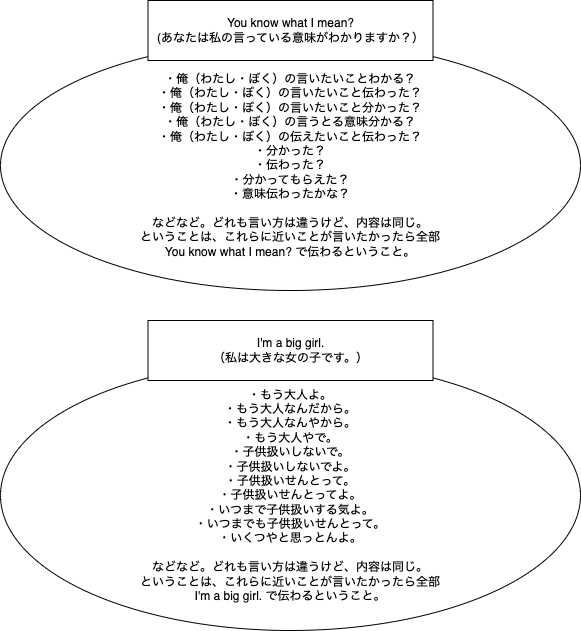 You know what I mean?
(あなたは私の言っている意味がわかりますか？)
・俺（わたし・ぼく）の言いたいことわかる？
・俺（わたし・ぼく）の言いたいこと伝わった？
・俺（わたし・ぼく）の言いたいこと分かった？
・俺（わたし・ぼく）の言うとる意味分かる？
・俺（わたし・ぼく）の伝えたいこと伝わった？
・分かった？
・伝わった？
・分かってもらえた？
・意味伝わったかな？
などなど。どれも言い方は違うけど、内容は同じ。
ということは、これらに近いことが言いたかったら全部
You know what I mean? で伝わるということ。
I'm a big girl.
（私は大きな女の子です。）
・もう大人よ。
・もう大人なんだから。
・もう大人なんやから。
・もう大人やで。
・子供扱いしないで。
・子供扱いしないでよ。
・子供扱いせんとって。
・子供扱いせんとってよ。
・いつまで子供扱いする気よ。
・いつまでも子供扱いせんとって。
・いくつやと思っとんよ。
などなど。どれも言い方は違うけど、内容は同じ。
ということは、これらに近いことが言いたかったら全部
I'm a big girl. で伝わるということ。